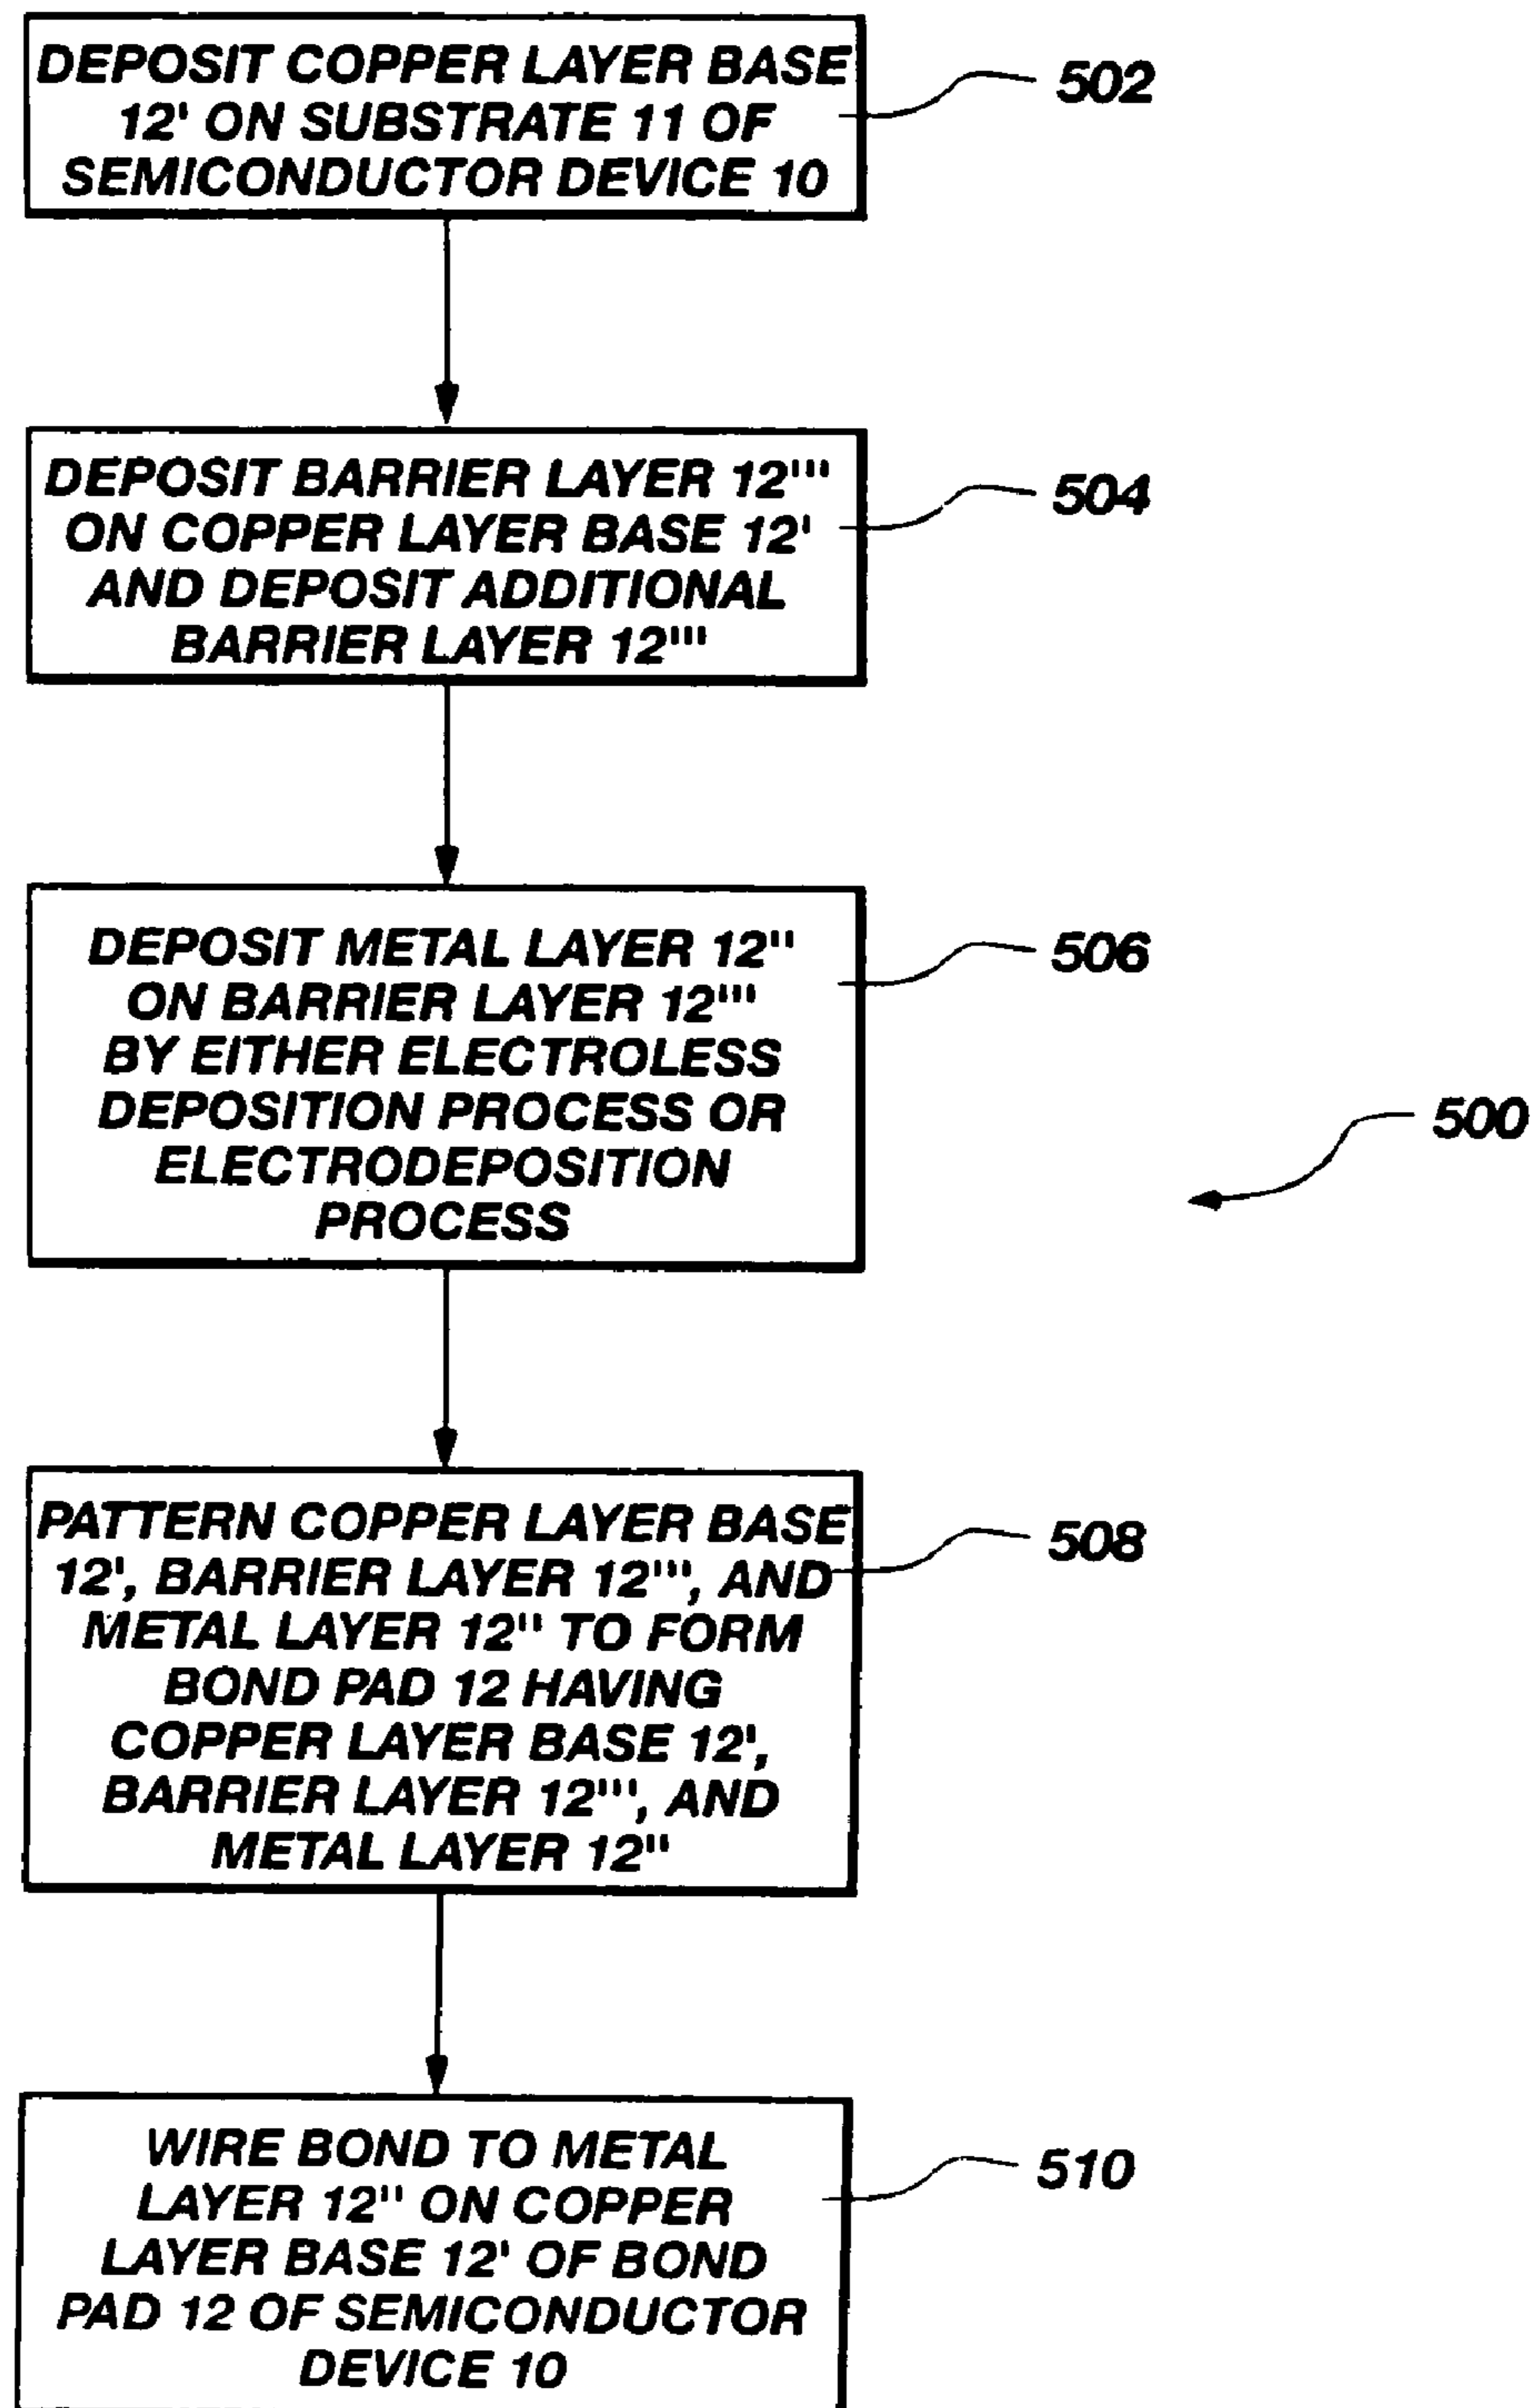 DEPOSIT COPPER LAYER BASE
12' ON SUBSTRATE 11 OF
SEMICONDUCTOR DEVICE 10
502
DEPOSIT BARRIER LAYER 12'''
ON COPPER LAYER BASE 12'
AND DEPOSIT ADDITIONAL
BARRIER LAYER 12'''
504
DEPOSIT METAL LAYER 12''
ON BARRIER LAYER 12'''
BY EITHER ELECTROLESS
DEPOSITION PROCESS OR
ELECTRODEPOSITION
PROCESS
506
500
PATTERN COPPER LAYER BASE
12', BARRIER LAYER 12''', AND
METAL LAYER 12'' TO FORM
BOND PAD 12 HAVING
COPPER LAYER BASE 12',
BARRIER LAYER 12''', AND
METAL LAYER 12''
508
WIRE BOND TO METAL
LAYER 12'' ON COPPER
LAYER BASE 12' OF BOND
PAD 12 OF SEMICONDUCTOR
DEVICE 10
510